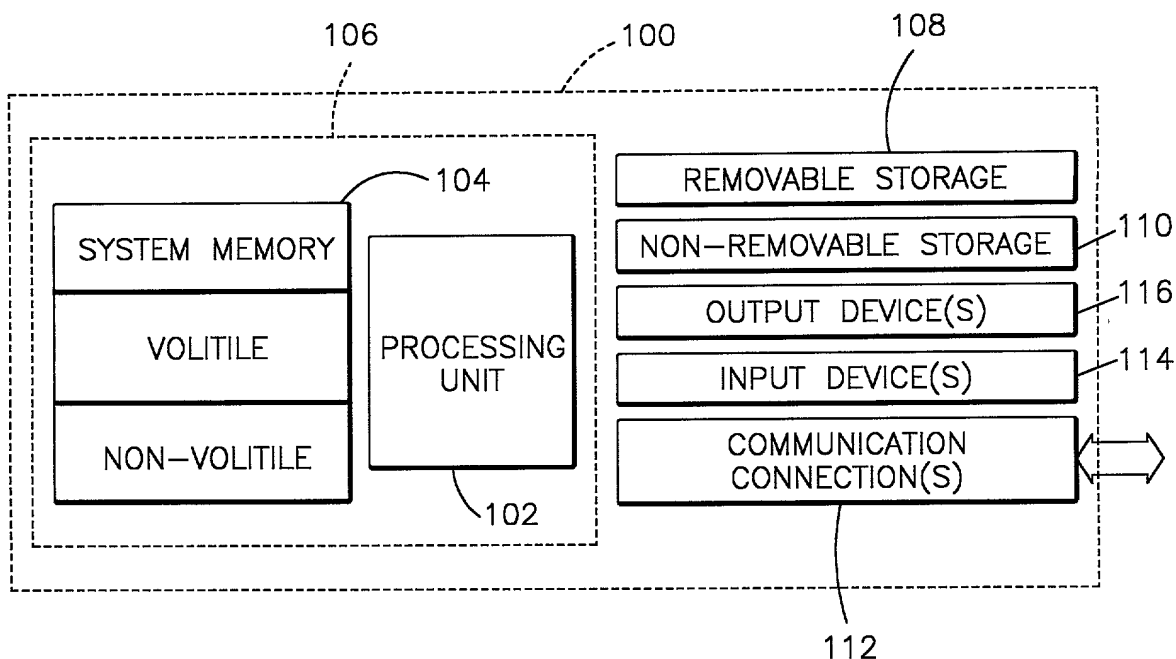 106
100
108
104
SYSTEM MEMORY
VOLITILE
NON-VOLITILE
PROCESSING
UNIT
102
REMOVABLE STORAGE
NON-REMOVABLE STORAGE
110
OUTPUT DEVICE(S)
116
INPUT DEVICE(S)
114
COMMUNICATION
CONNECTION(S)
112